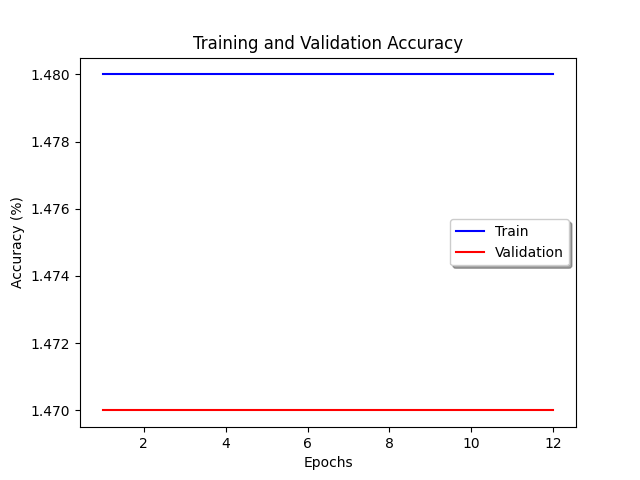 Training and Validation Accuracy
1.480
1.478
1.476
1.474
1.472
1.470
Accuracy (%)
Train
Validation
2 4 6 8 10 12
Epochs